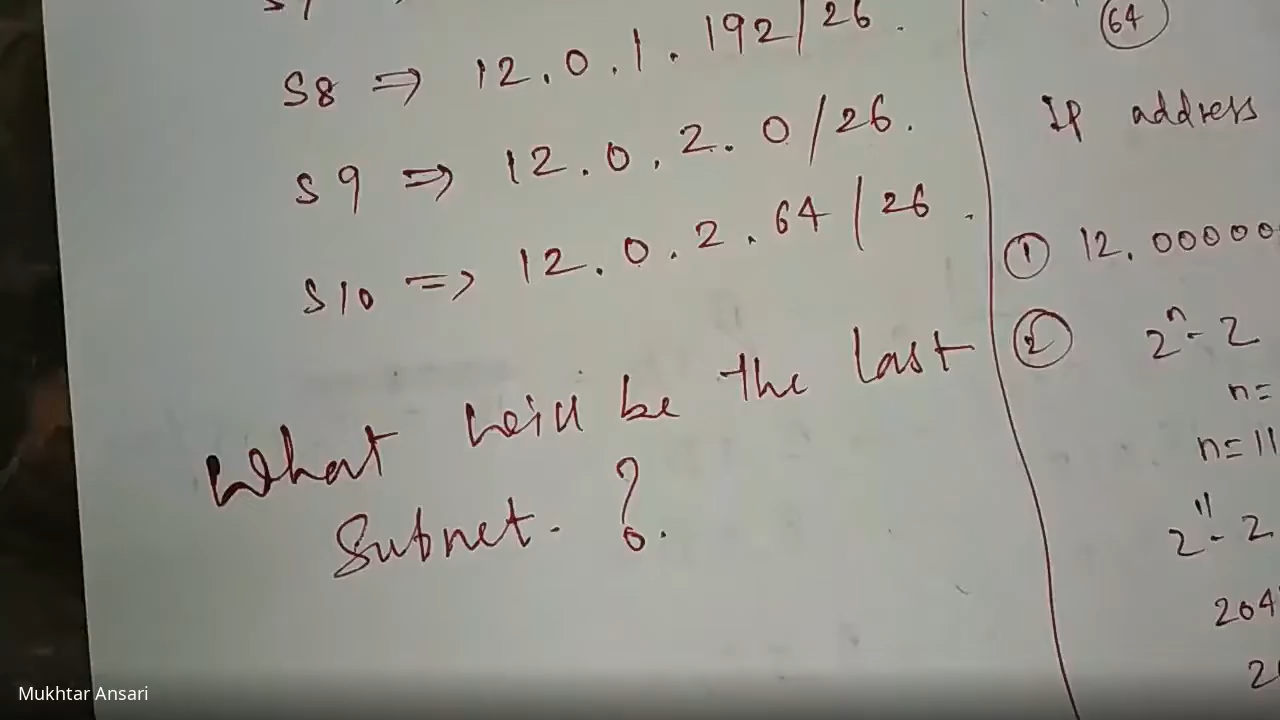 S8 => 12.0.1.192/26.
S9 => 12.0.2.0/26.
S10 => 12.0.2.64/26.
What will be the last
Subnet. ?
64
IP address
① 12.00000
② 2ⁿ- 2
n=
n=11
2¹¹- 2
204
Mukhtar Ansari